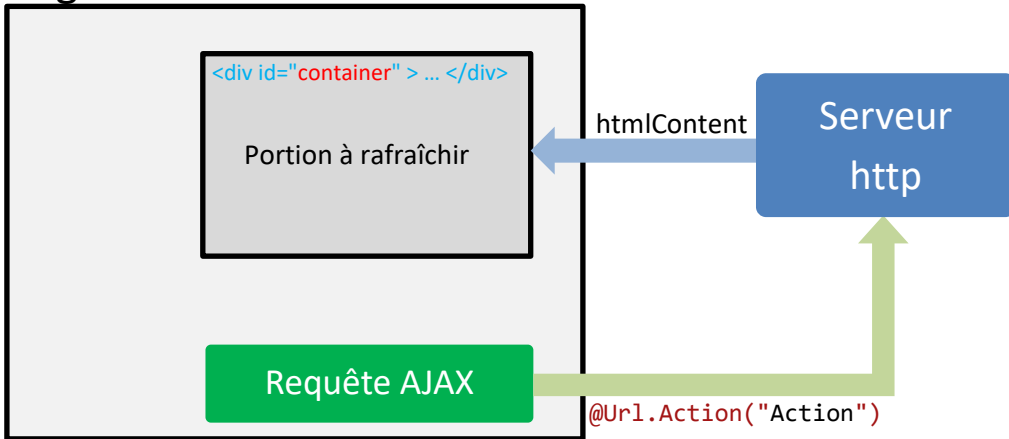 <div id="container" > … </div>
Portion à rafraîchir
htmlContent
Serveur
http
Requête AJAX
@Url.Action("Action")